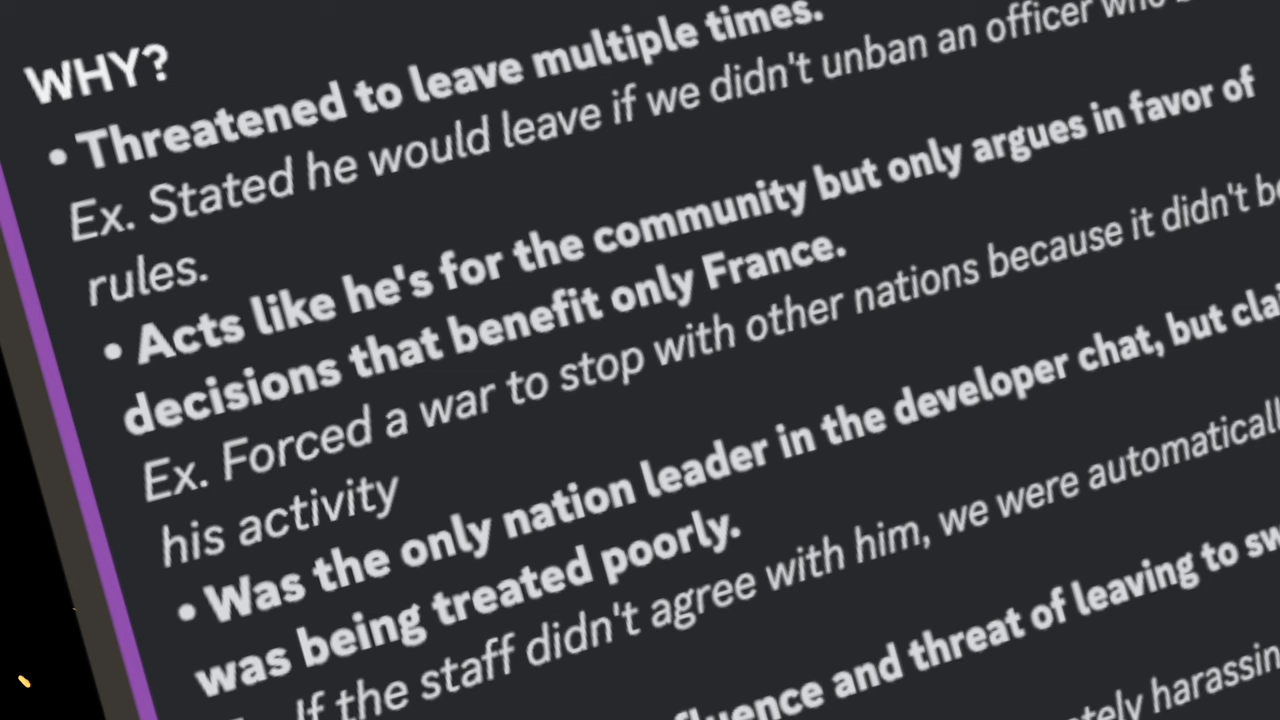 WHY?
• Threatened to leave multiple times.
Ex. Stated he would leave if we didn't unban an officer who
rules.
• Acts like he's for the community but only argues in favor of
decisions that benefit only France.
Ex. Forced a war to stop with other nations because it didn't
his activity
• Was the only nation leader in the developer chat, but
was being treated poorly.
If the staff didn't agree with him, we were
and threat of leaving to